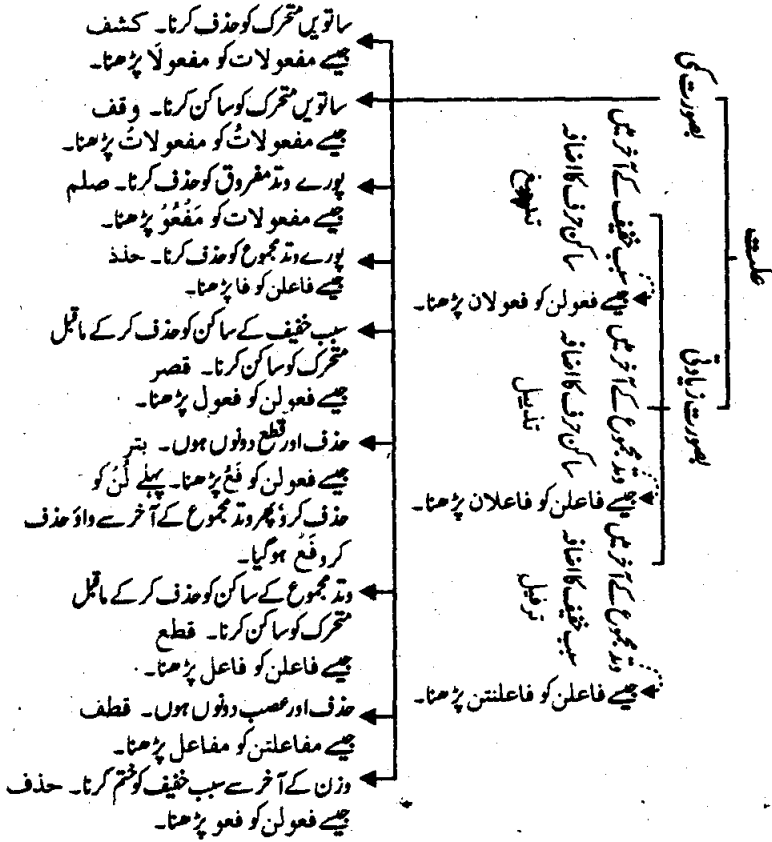 علت
بصورت کمی
ساتویں متحرک کو حذف کرنا۔ کشف
جیسے مفعولات کو مفعولَا پڑھنا۔
ساتویں متحرک کو ساکن کرنا۔ وقف
جیسے مفعولاتُ کو مفعولاتُ پڑھنا۔
پورے وتد مفروق کو حذف کرنا۔ صلم
جیسے مفعولات کو مَفْعُوْ پڑھنا۔
پورے وتد مجموع کو حذف کرنا۔ حذذ
جیسے فاعلن کو فا پڑھنا۔
سبب خفیف کے ساکن کو حذف کر کے ماقبل
متحرک کو ساکن کرنا۔ قصر
جیسے فعولن کو فعول پڑھنا۔
حذف اور قطع دونوں ہوں۔ بتر
جیسے فعولن کو فَعْ پڑھنا۔ پہلے لُنْ کو
حذف کرو پھر وتد مجموع کے آخر سے واؤ حذف
کرو فَعْ ہوگیا۔
وتد مجموع کے ساکن کو حذف کر کے ماقبل
متحرک کو ساکن کرنا۔ قطع
جیسے فاعلن کو فاعل پڑھنا۔
حذف اور عصب دونوں ہوں۔ قطف
جیسے مفاعلتن کو مفاعل پڑھنا۔
وزن کے آخر سے سبب خفیف کو ختم کرنا۔ حذف
جیسے فعولن کو فعو پڑھنا۔
بصورت زیادتی
سبب خفیف کے آخر میں
ساکن حرف کا اضافہ
جیسے فعولن کو فعولان پڑھنا۔
وتد مجموع کے آخر میں
ساکن حرف کا اضافہ
تذییل
جیسے فاعلن کو فاعلان پڑھنا۔
وتد مجموع کے آخر میں
سبب خفیف کا اضافہ
ترفیل
جیسے فاعلن کو فاعلنتن پڑھنا۔